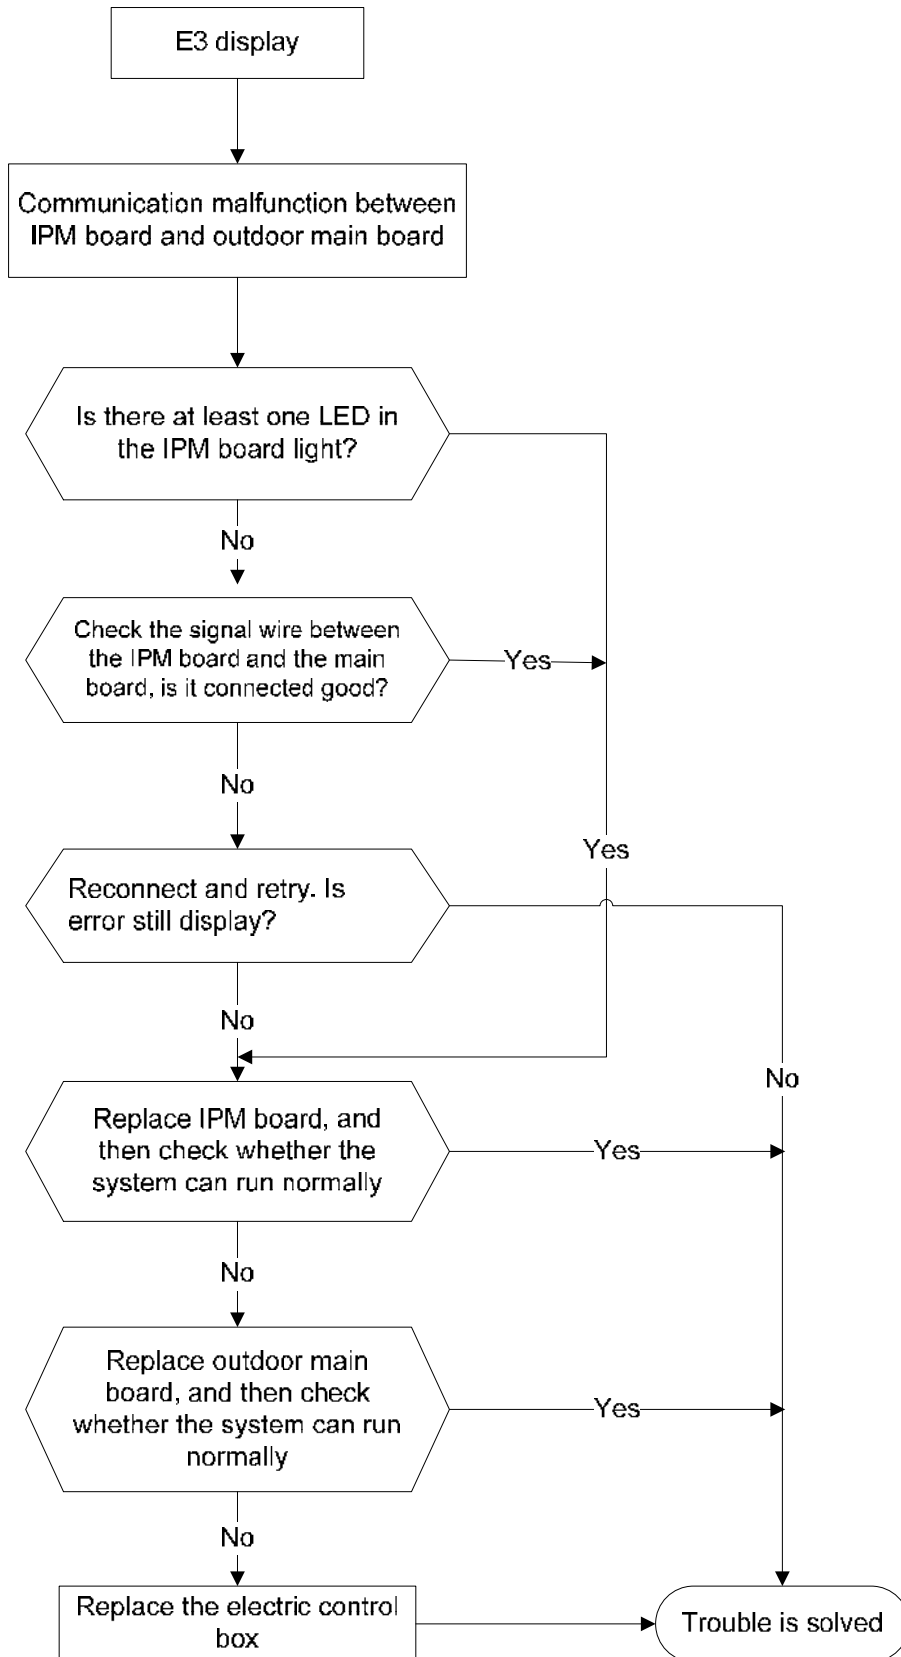 E3 display
Communication malfunction between
IPM board and outdoor main board
Is there at least one LED in
the IPM board light?
No
Check the signal wire between
the IPM board and the main
board, is it connected good?
Yes
No
Yes
Reconnect and retry. Is
error still display?
No
No
Replace IPM board, and
then check whether the
system can run normally
Yes
No
Replace outdoor main
board, and then check
whether the system can run
normally
Yes
No
Replace the electric control
box
Trouble is solved